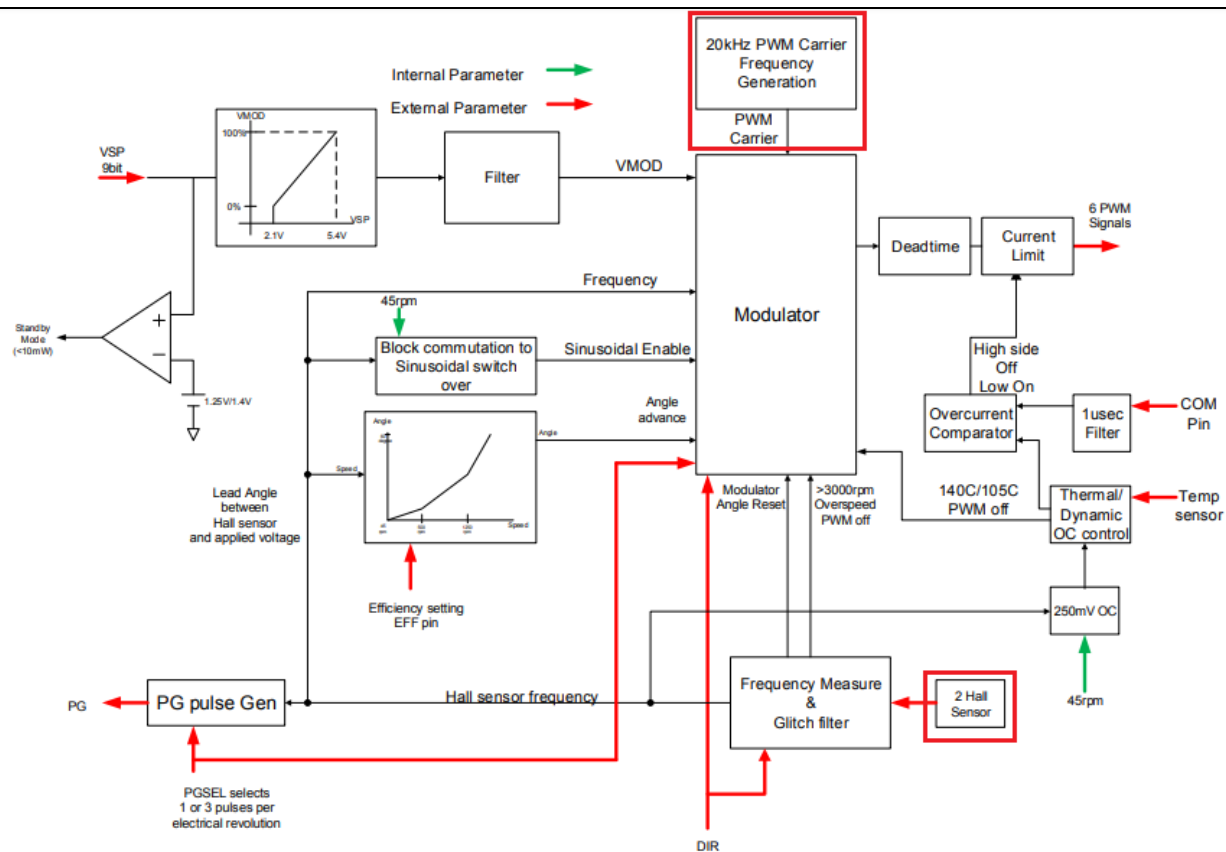 20kHz PWM Carrier
Frequency
Generation
Internal Parameter
External Parameter
PWM
Carrier
VMOD
100%
0%
2.1V
5.4V
VSP
VSP
9bit
Filter
VMOD
6 PWM
Signals
Deadtime
Current
Limit
Frequency
Modulator
45rpm
Standby
Mode
(<10mW)
+
−
1.25V/1.4V
Block commutation to
Sinusoidal switch
over
Sinusoidal Enable
High side
Off
Low On
Angle
advance
Overcurrent
Comparator
1usec
Filter
COM
Pin
Angle
Angle
Speed
Speed
Lead Angle
between
Hall sensor
and applied voltage
Modulator
Angle Reset
>3000rpm
Overspeed
PWM off
140C/105C
PWM off
Thermal/
Dynamic
OC control
Temp
sensor
Efficiency setting
EFF pin
250mV OC
45rpm
PG
PG pulse Gen
Hall sensor frequency
Frequency Measure
&
Glitch filter
2 Hall
Sensor
PGSEL selects
1 or 3 pulses per
electrical revolution
DIR